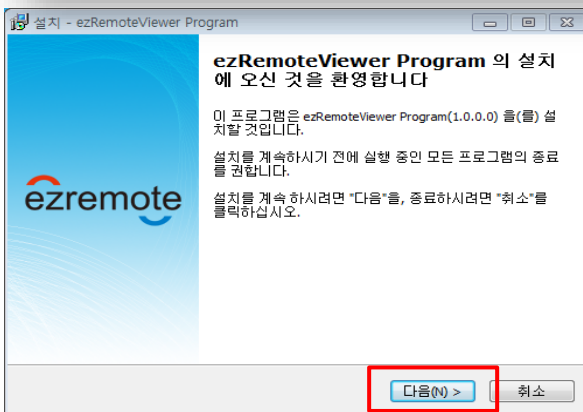 설치 - ezRemoteViewer Program
ezRemoteViewer Program 의 설치
에 오신 것을 환영합니다
이 프로그램은 ezRemoteViewer Program(1.0.0.0) 을(를) 설
치할 것입니다.
설치를 계속하시기 전에 실행 중인 모든 프로그램의 종료
를 권합니다.
설치를 계속 하시려면 "다음"을, 종료하시려면 "취소"를
클릭하십시오.
ezremote
다음(N) >
취소